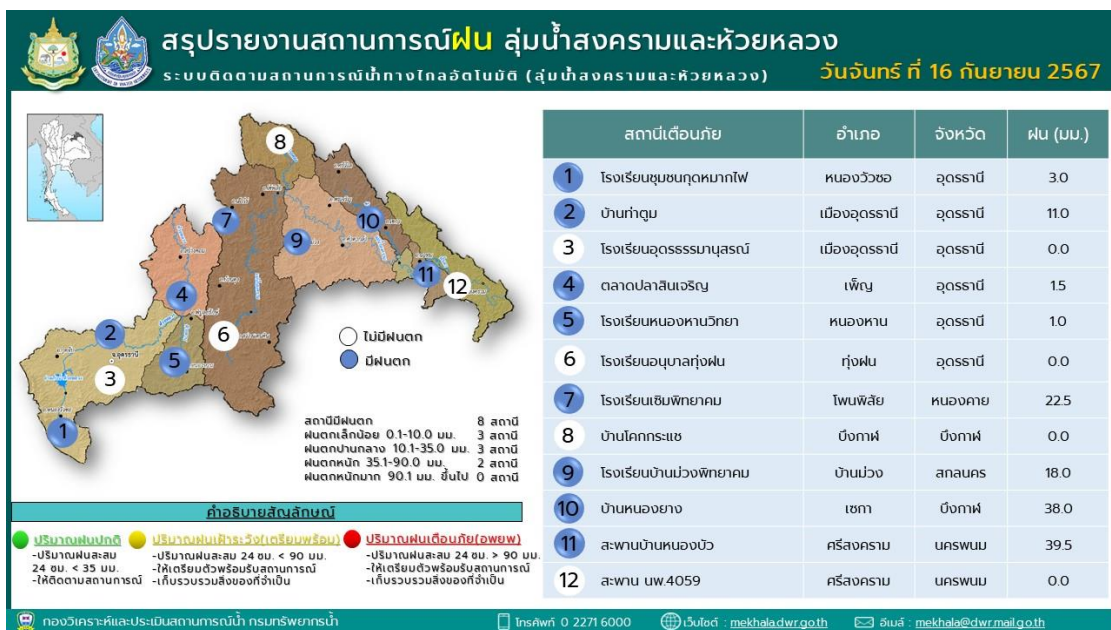 สรุปรายงานสถานการณ์ฝน ลุ่มน้ำสงครามและห้วยหลวง
ระบบติดตามสถานการณ์น้ำทางไกลอัตโนมัติ (ลุ่มน้ำสงครามและห้วยหลวง)
วันจันทร์ ที่ 16 กันยายน 2567
8
7
10
9
11
12
4
2
6
5
3
1
จ.อุดรธานี
ไม่มีฝนตก
มีฝนตก
สถานีมีฝนตก 8 สถานี
ฝนตกเล็กน้อย 0.1-10.0 มม. 3 สถานี
ฝนตกปานกลาง 10.1-35.0 มม. 3 สถานี
ฝนตกหนัก 35.1-90.0 มม. 2 สถานี
ฝนตกหนักมาก 90.1 มม. ขึ้นไป 0 สถานี
คำอธิบายสัญลักษณ์
ปริมาณฝนปกติ
-ปริมาณฝนสะสม
24 ชม. < 35 มม.
-ให้ติดตามสถานการณ์
ปริมาณฝนเฝ้าระวัง(เตรียมพร้อม)
-ปริมาณฝนสะสม 24 ชม. < 90 มม.
-ให้เตรียมตัวพร้อมรับสถานการณ์
-เก็บรวบรวมสิ่งของที่จำเป็น
ปริมาณฝนเตือนภัย(อพยพ)
-ปริมาณฝนสะสม 24 ชม. > 90 มม.
-ให้เตรียมตัวพร้อมรับสถานการณ์
-เก็บรวบรวมสิ่งของที่จำเป็น
สถานีเตือนภัย อำเภอ จังหวัด ฝน (มม.)
1 โรงเรียนชุมชนกุดหมากไฟ หนองวัวซอ อุดรธานี 3.0
2 บ้านท่าตูม เมืองอุดรธานี อุดรธานี 11.0
3 โรงเรียนอุดรธรรมานุสรณ์ เมืองอุดรธานี อุดรธานี 0.0
4 ตลาดปลาสินเจริญ เพ็ญ อุดรธานี 1.5
5 โรงเรียนหนองหานวิทยา หนองหาน อุดรธานี 1.0
6 โรงเรียนอนุบาลทุ่งฝน ทุ่งฝน อุดรธานี 0.0
7 โรงเรียนเซิมพิทยาคม โพนพิสัย หนองคาย 22.5
8 บ้านโคกกระแซ บึงกาฬ บึงกาฬ 0.0
9 โรงเรียนบ้านม่วงพิทยาคม บ้านม่วง สกลนคร 18.0
10 บ้านหนองยาง เซกา บึงกาฬ 38.0
11 สะพานบ้านหนองบัว ศรีสงคราม นครพนม 39.5
12 สะพาน นพ.4059 ศรีสงคราม นครพนม 0.0
กองวิเคราะห์และประเมินสถานการณ์น้ำ กรมทรัพยากรน้ำ โทรศัพท์ 0 2271 6000 เว็บไซต์ : mekhala.dwr.go.th อีเมล์ : mekhala@dwr.mail.go.th